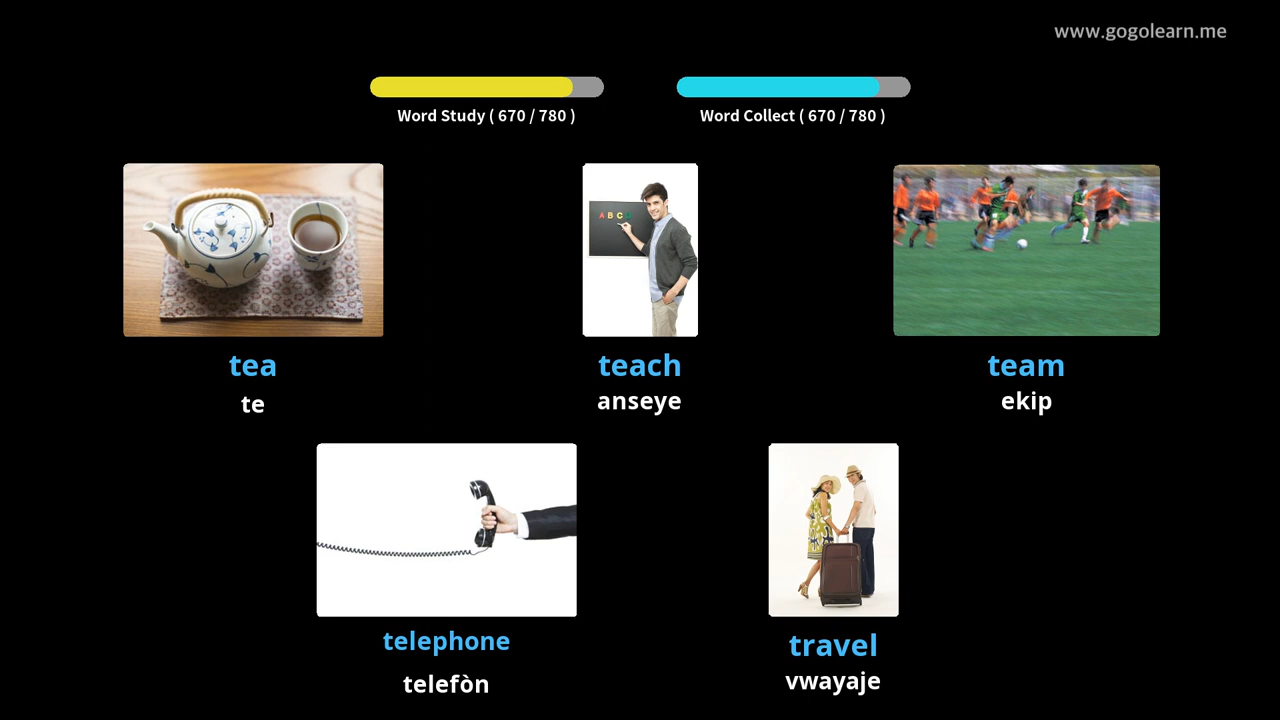 www.gogolearn.me
Word Study ( 670 / 780 )
Word Collect ( 670 / 780 )
A B C D
tea
te
teach
anseye
team
ekip
telephone
telefòn
travel
vwayaje